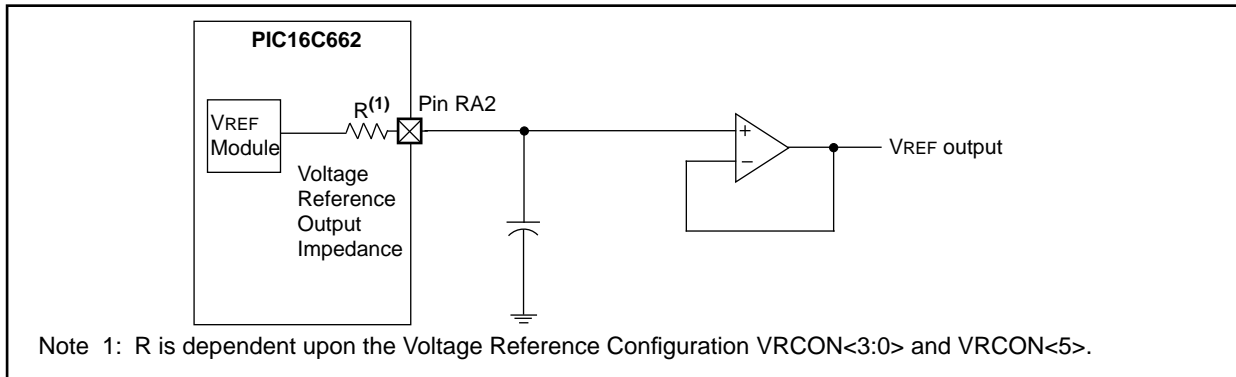 PIC16C662
VREF
Module
R(1)
Pin RA2
Voltage
Reference
Output
Impedance
+
–
VREF output
Note 1: R is dependent upon the Voltage Reference Configuration VRCON<3:0> and VRCON<5>.